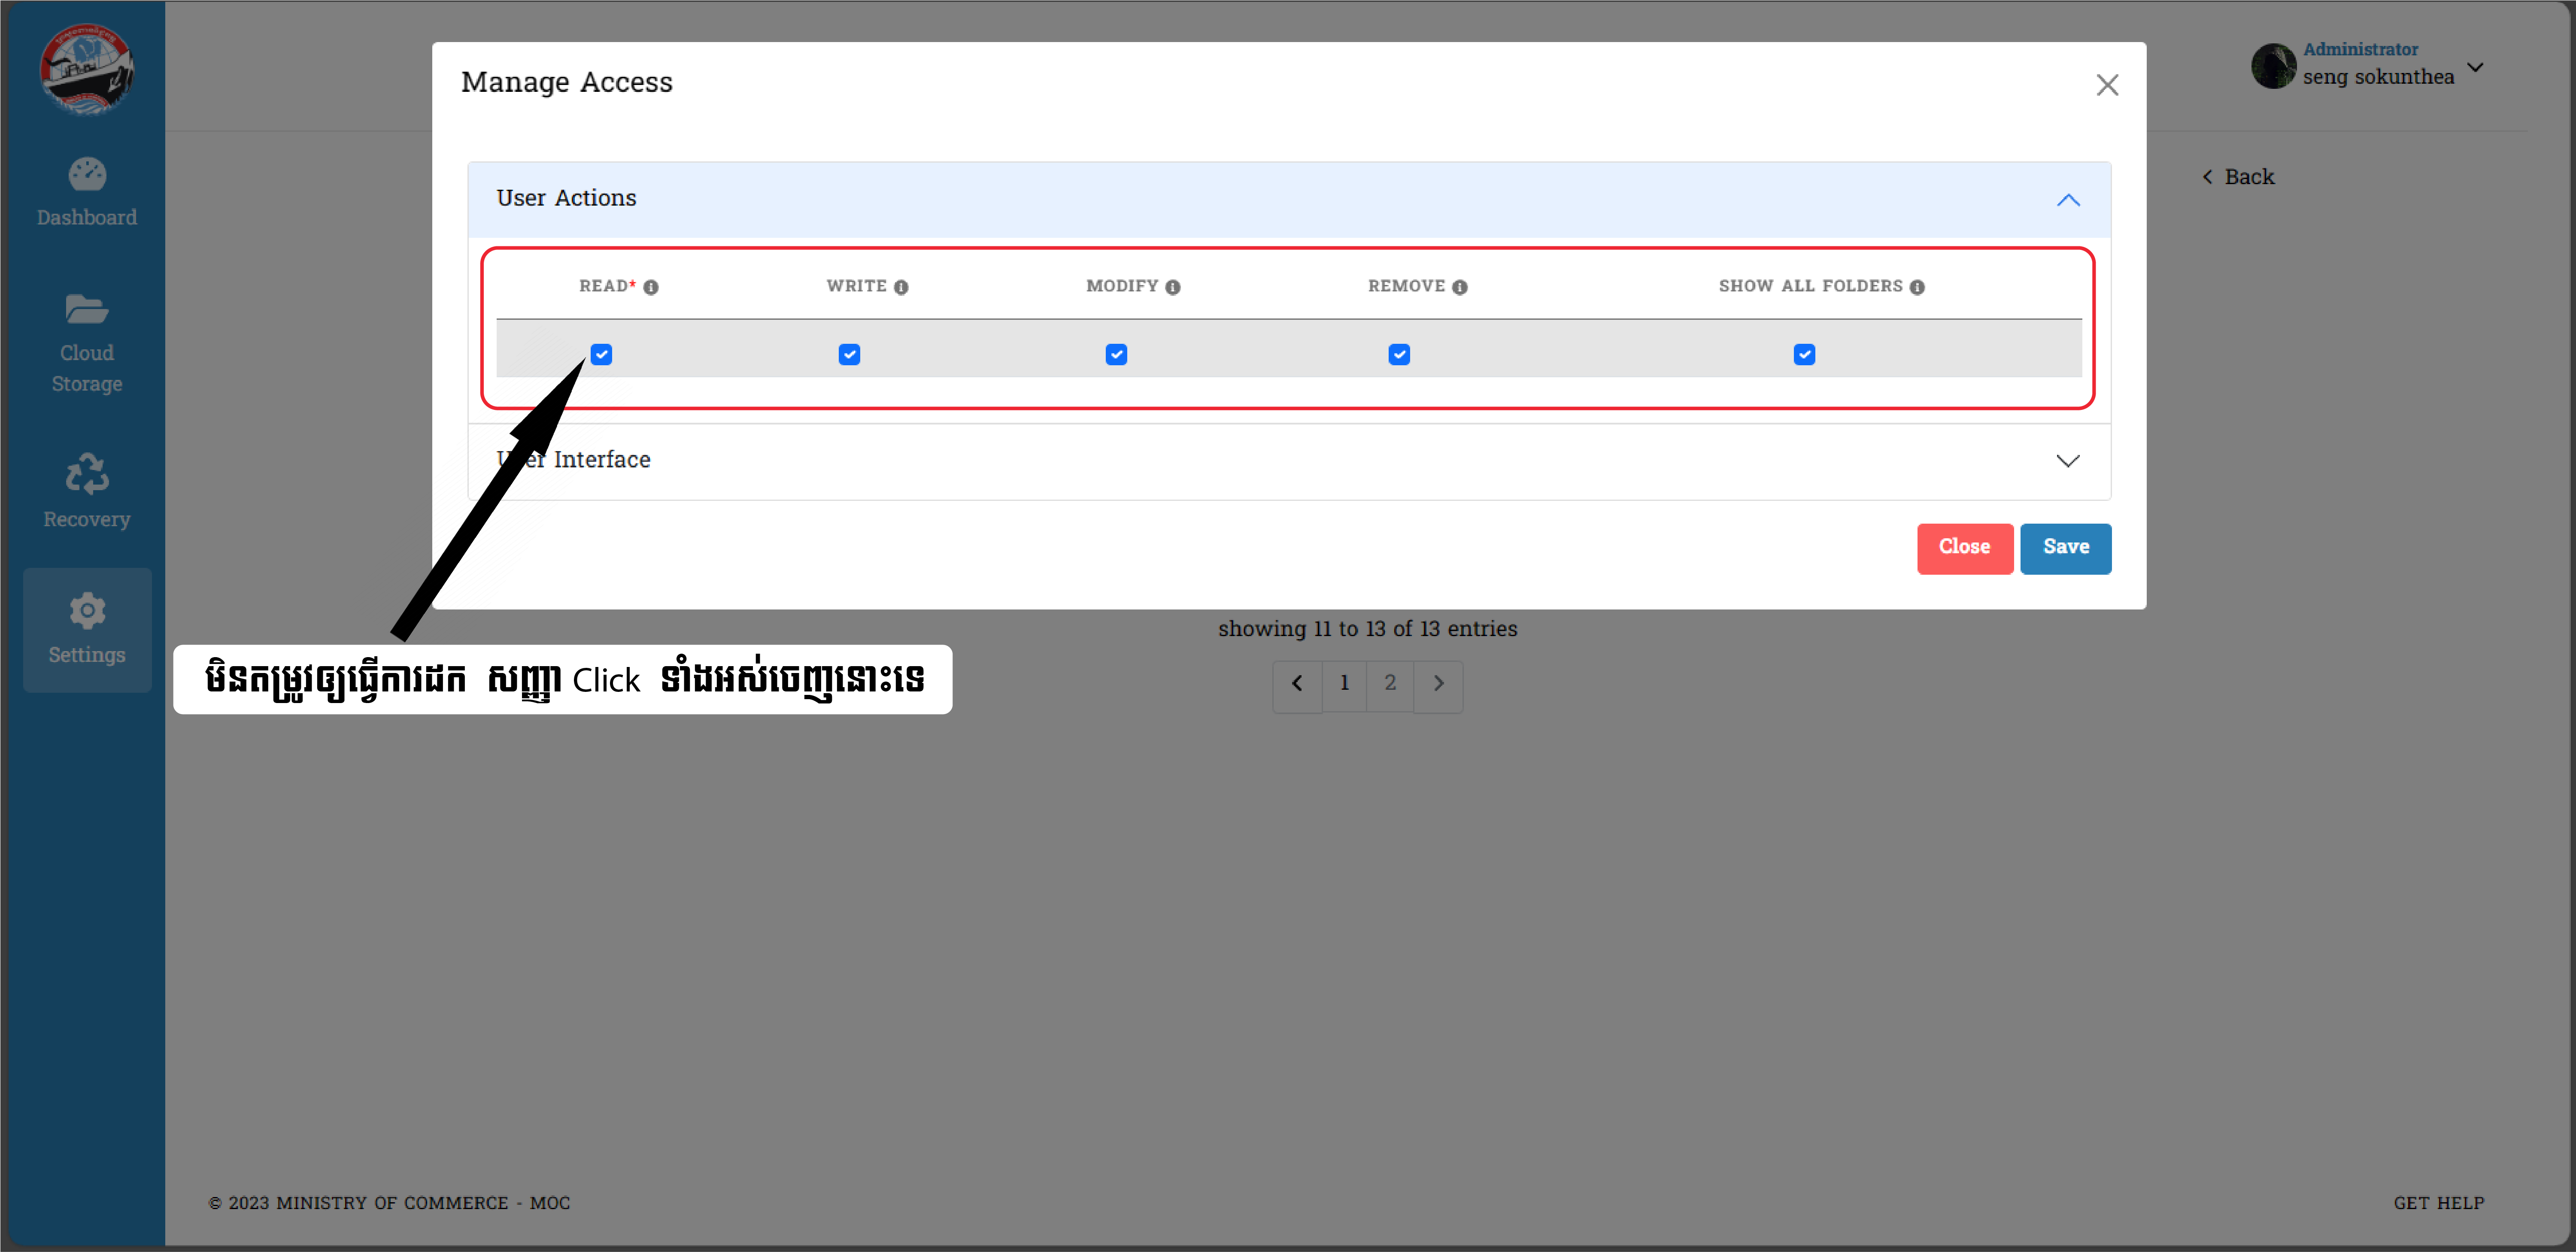 Administrator
seng sokunthea
Manage Access
Back
Dashboard
User Actions
READ*
WRITE
MODIFY
REMOVE
SHOW ALL FOLDERS
Cloud
Storage
User Interface
Recovery
Close
Save
showing 11 to 13 of 13 entries
Settings
មិនតម្រូវឲ្យធ្វើការដក សញ្ញា Click ទាំងអស់ចេញនោះទេ
1
2
© 2023 MINISTRY OF COMMERCE - MOC
GET HELP